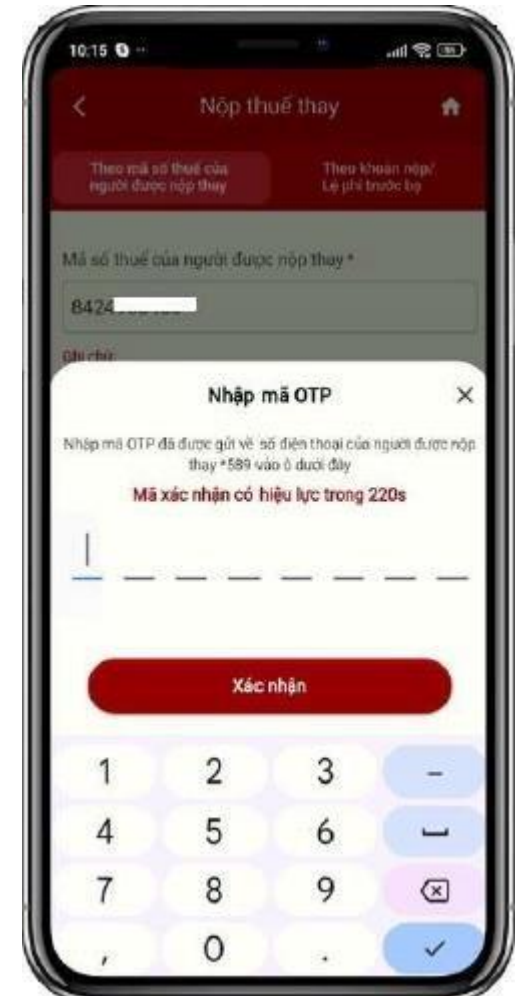 10:15
Nộp thuế thay
Theo mã số thuế của
người được nộp thay
Theo khoản nộp/
Lệ phí trước bạ
Mã số thuế của người được nộp thay *
8424
Ghi chú:
Nhập mã OTP
Nhập mã OTP đã được gửi về số điện thoại của người được nộp
thay *589 vào ô dưới đây
Mã xác nhận có hiệu lực trong 220s
Xác nhận
1 2 3 -
4 5 6
7 8 9
, 0 .